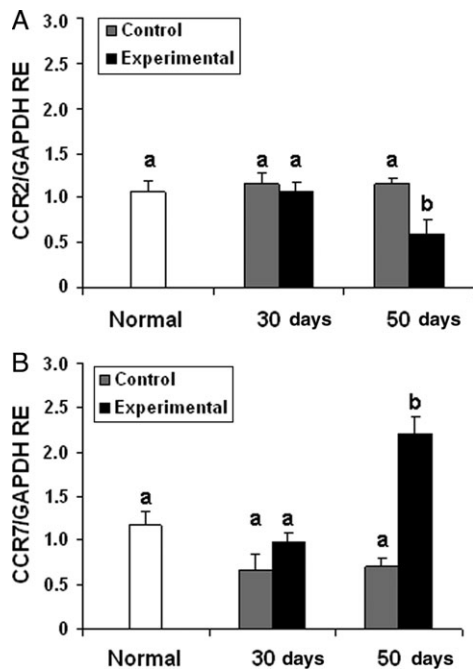 A
CCR2/GAPDH RE
3.0
2.5
2.0
1.5
1.0
0.5
0
Control
Experimental
a
a a
a
b
Normal 30 days 50 days
B
CCR7/GAPDH RE
3.0
2.5
2.0
1.5
1.0
0.5
0
Control
Experimental
a
a a
a
b
Normal 30 days 50 days